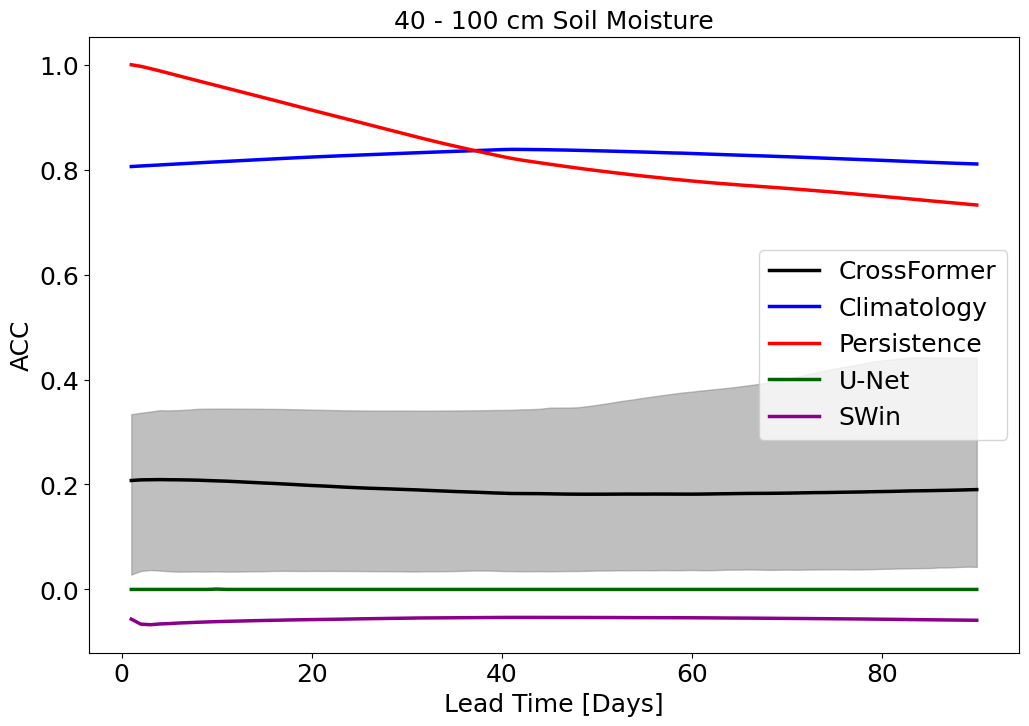 40 - 100 cm Soil Moisture
1.0
0.8
0.6
0.4
0.2
0.0
ACC
CrossFormer
Climatology
Persistence
U-Net
SWin
0 20 40 60 80
Lead Time [Days]